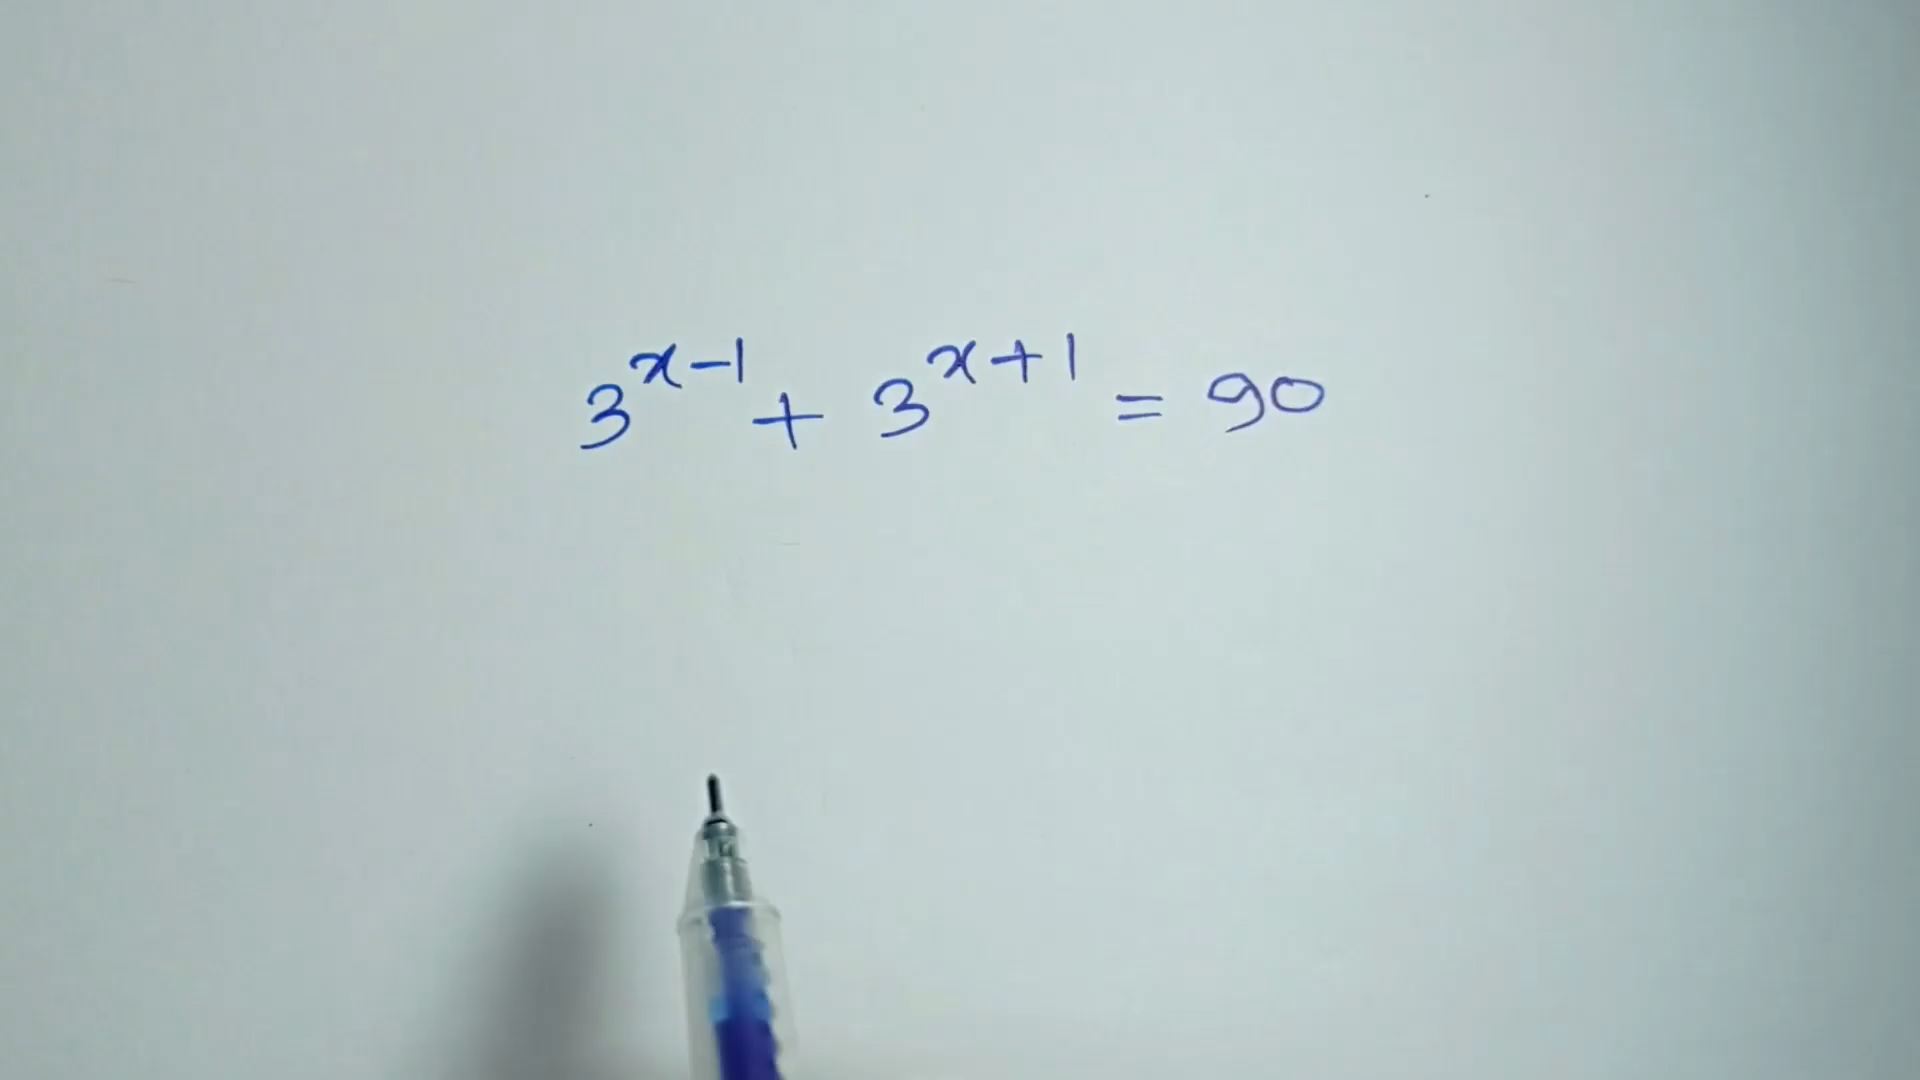 3^{x-1} + 3^{x+1} = 90